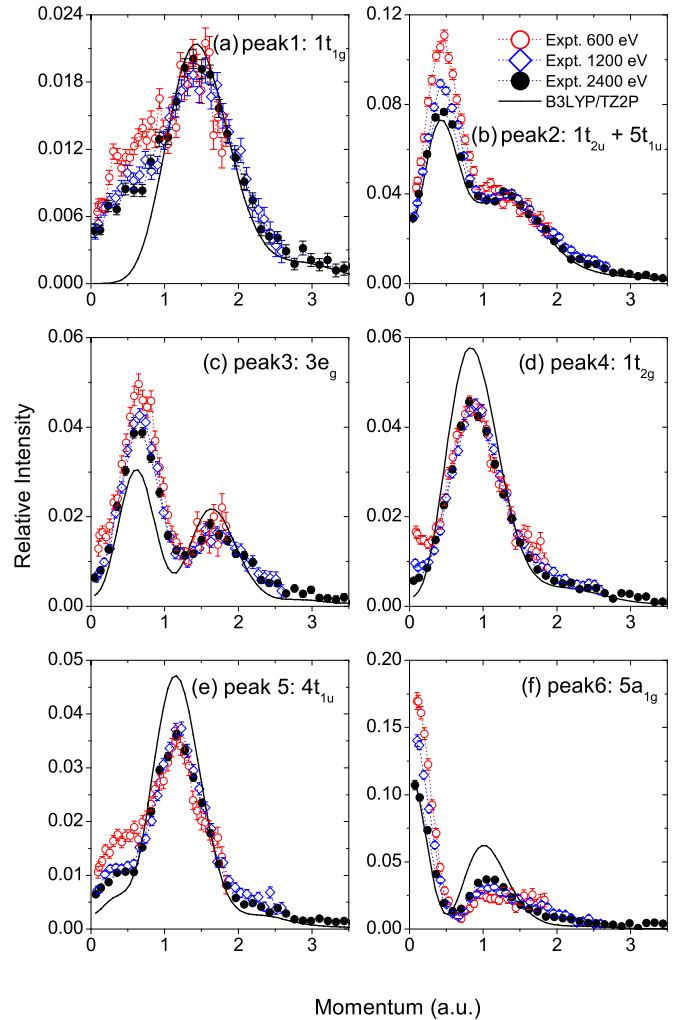 (a) peak1: 1t1g
0.024
0.018
0.012
0.006
0.000
0 1 2 3
Expt. 600 eV
Expt. 1200 eV
Expt. 2400 eV
B3LYP/TZ2P
(b) peak2: 1t2u + 5t1u
0.12
0.08
0.04
0.00
0 1 2 3
(c) peak3: 3eg
0.06
0.04
0.02
0.00
0 1 2 3
(d) peak4: 1t2g
0.06
0.04
0.02
0.00
0 1 2 3
Relative Intensity
(e) peak 5: 4t1u
0.05
0.04
0.03
0.02
0.01
0.00
0 1 2 3
(f) peak6: 5a1g
0.20
0.15
0.10
0.05
0.00
0 1 2 3
Momentum (a.u.)